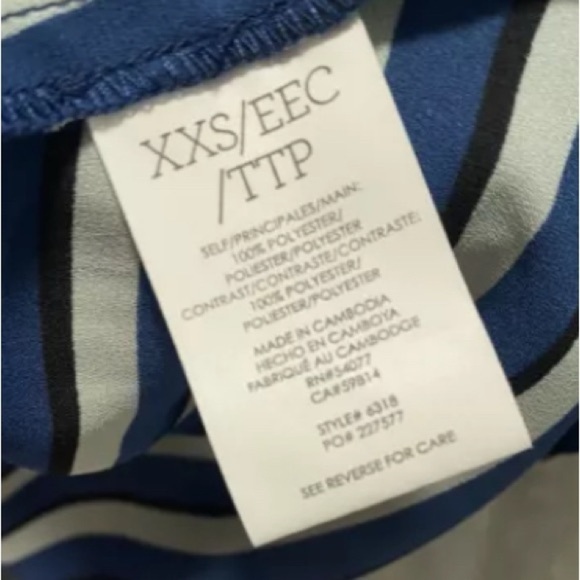 XXS/EEC
/TTP
SELF/PRINCIPALES/MAIN:
100% POLYESTER/
POLIESTER/POLYESTER
CONTRAST/CONTRASTE/CONTRASTE:
100% POLYESTER/
POLIESTER/POLYESTER
MADE IN CAMBODIA
HECHO EN CAMBOYA
FABRIQUÉ AU CAMBODGE
RN#54077
CA#59814
STYLE# 6318
PO# 227577
SEE REVERSE FOR CARE